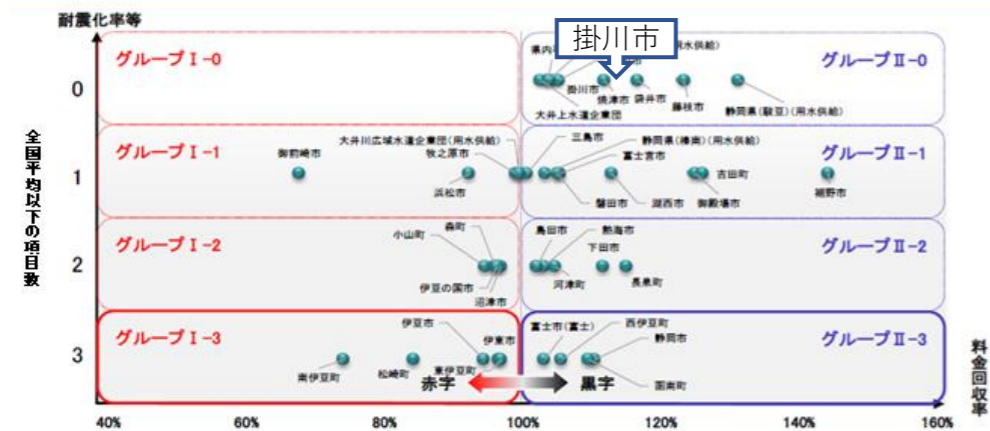 耐震化率等
全国平均以下の項目数
0
グループⅠ-0
県内
掛川市
用水供給)
グループⅡ-0
掛川市
焼津市
袋井市
藤枝市
静岡県(駿豆)(用水供給)
大井上水道企業団
1
グループⅠ-1
大井川広域水道企業団(用水供給)
三島市
静岡県(榛南)(用水供給)
グループⅡ-1
御前崎市
牧之原市
富士宮市
吉田町
浜松市
磐田市
湖西市
御殿場市
裾野市
2
グループⅠ-2
森町
小山町
島田市
熱海市
下田市
グループⅡ-2
伊豆の国市
沼津市
河津町
長泉町
3
グループⅠ-3
伊豆市
伊東市
富士市(富士)
西伊豆町
静岡市
グループⅡ-3
南伊豆町
松崎町
東伊豆町
函南町
赤字
黒字
料金回収率
40%
60%
80%
100%
120%
140%
160%